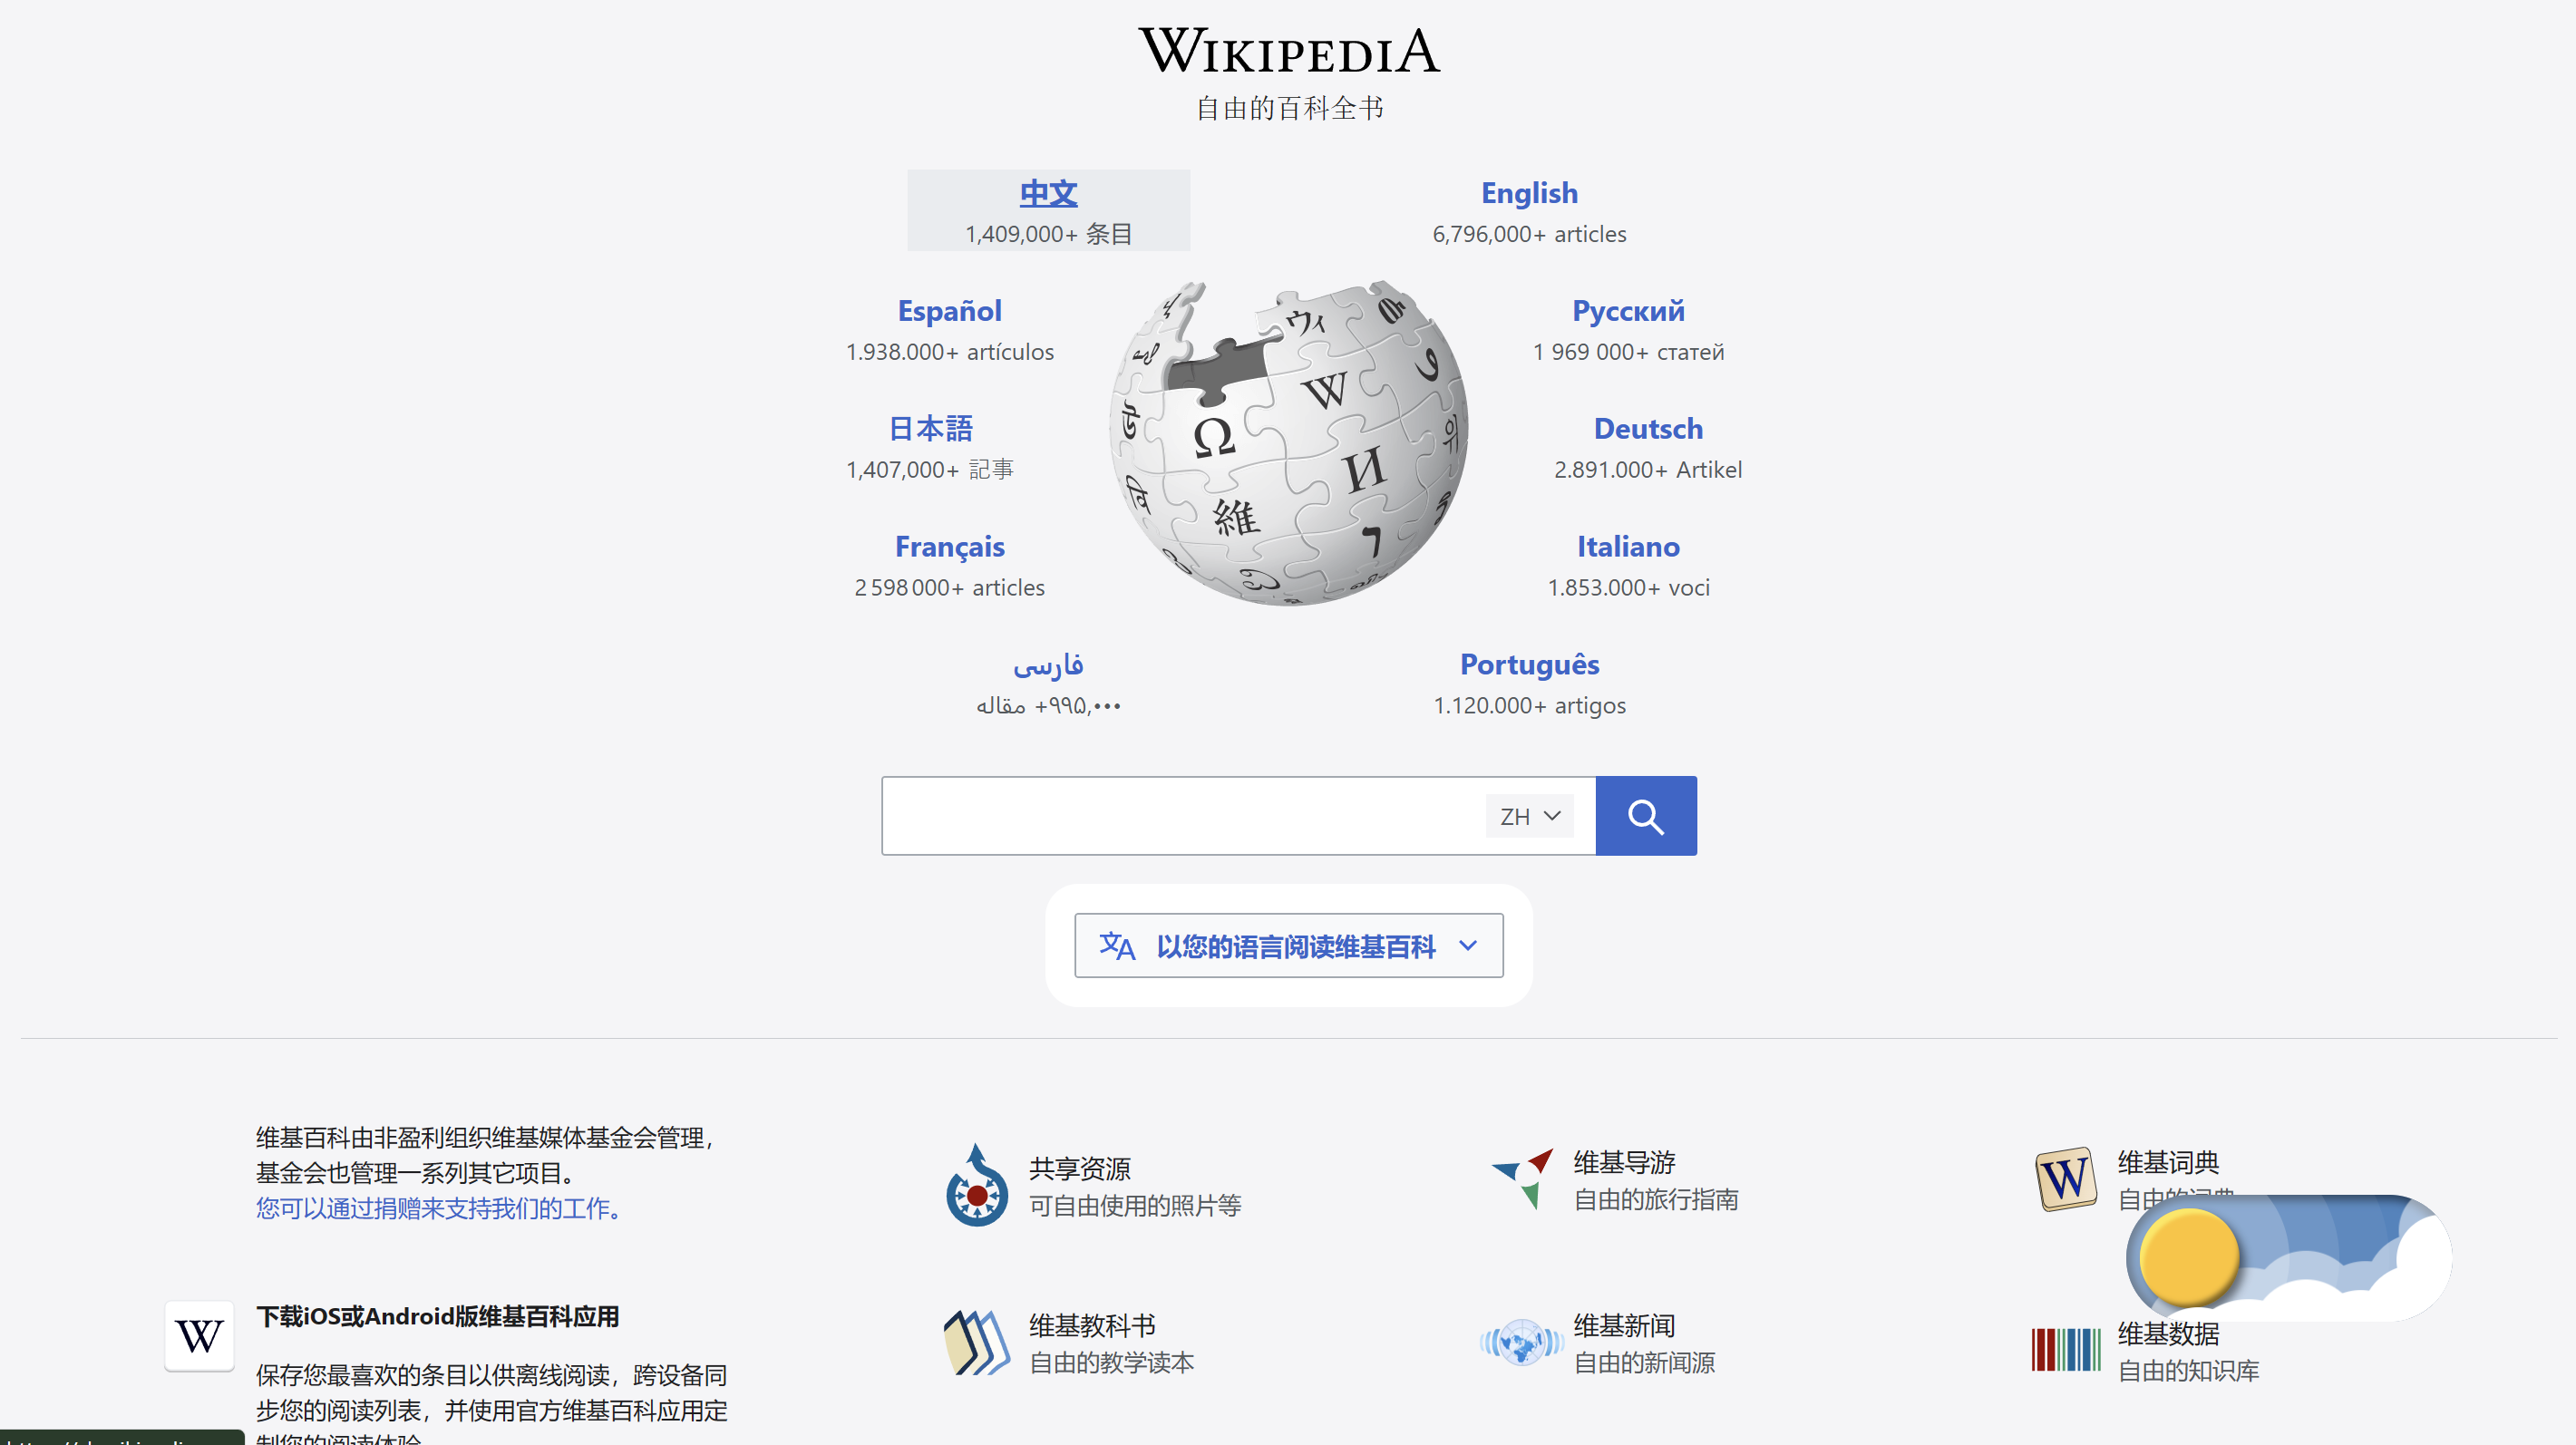 WIKIPEDIA
自由的百科全书
中文
1,409,000+ 条目
English
6,796,000+ articles
Español
1.938.000+ artículos
Русский
1 969 000+ статей
日本語
1,407,000+ 記事
Deutsch
2.891.000+ Artikel
Français
2 598 000+ articles
Italiano
1.853.000+ voci
فارسی
۹۹۵,۰۰۰+ مقاله
Português
1.120.000+ artigos
Ω
W
И
維
ウィ
ZH
以您的语言阅读维基百科
维基百科由非盈利组织维基媒体基金会管理，
基金会也管理一系列其它项目。
您可以通过捐赠来支持我们的工作。
下载iOS或Android版维基百科应用
保存您最喜欢的条目以供离线阅读，跨设备同
步您的阅读列表，并使用官方维基百科应用定
制您的阅读体验
共享资源
可自由使用的照片等
维基导游
自由的旅行指南
维基词典
自由的词典
维基教科书
自由的教学读本
维基新闻
自由的新闻源
维基数据
自由的知识库